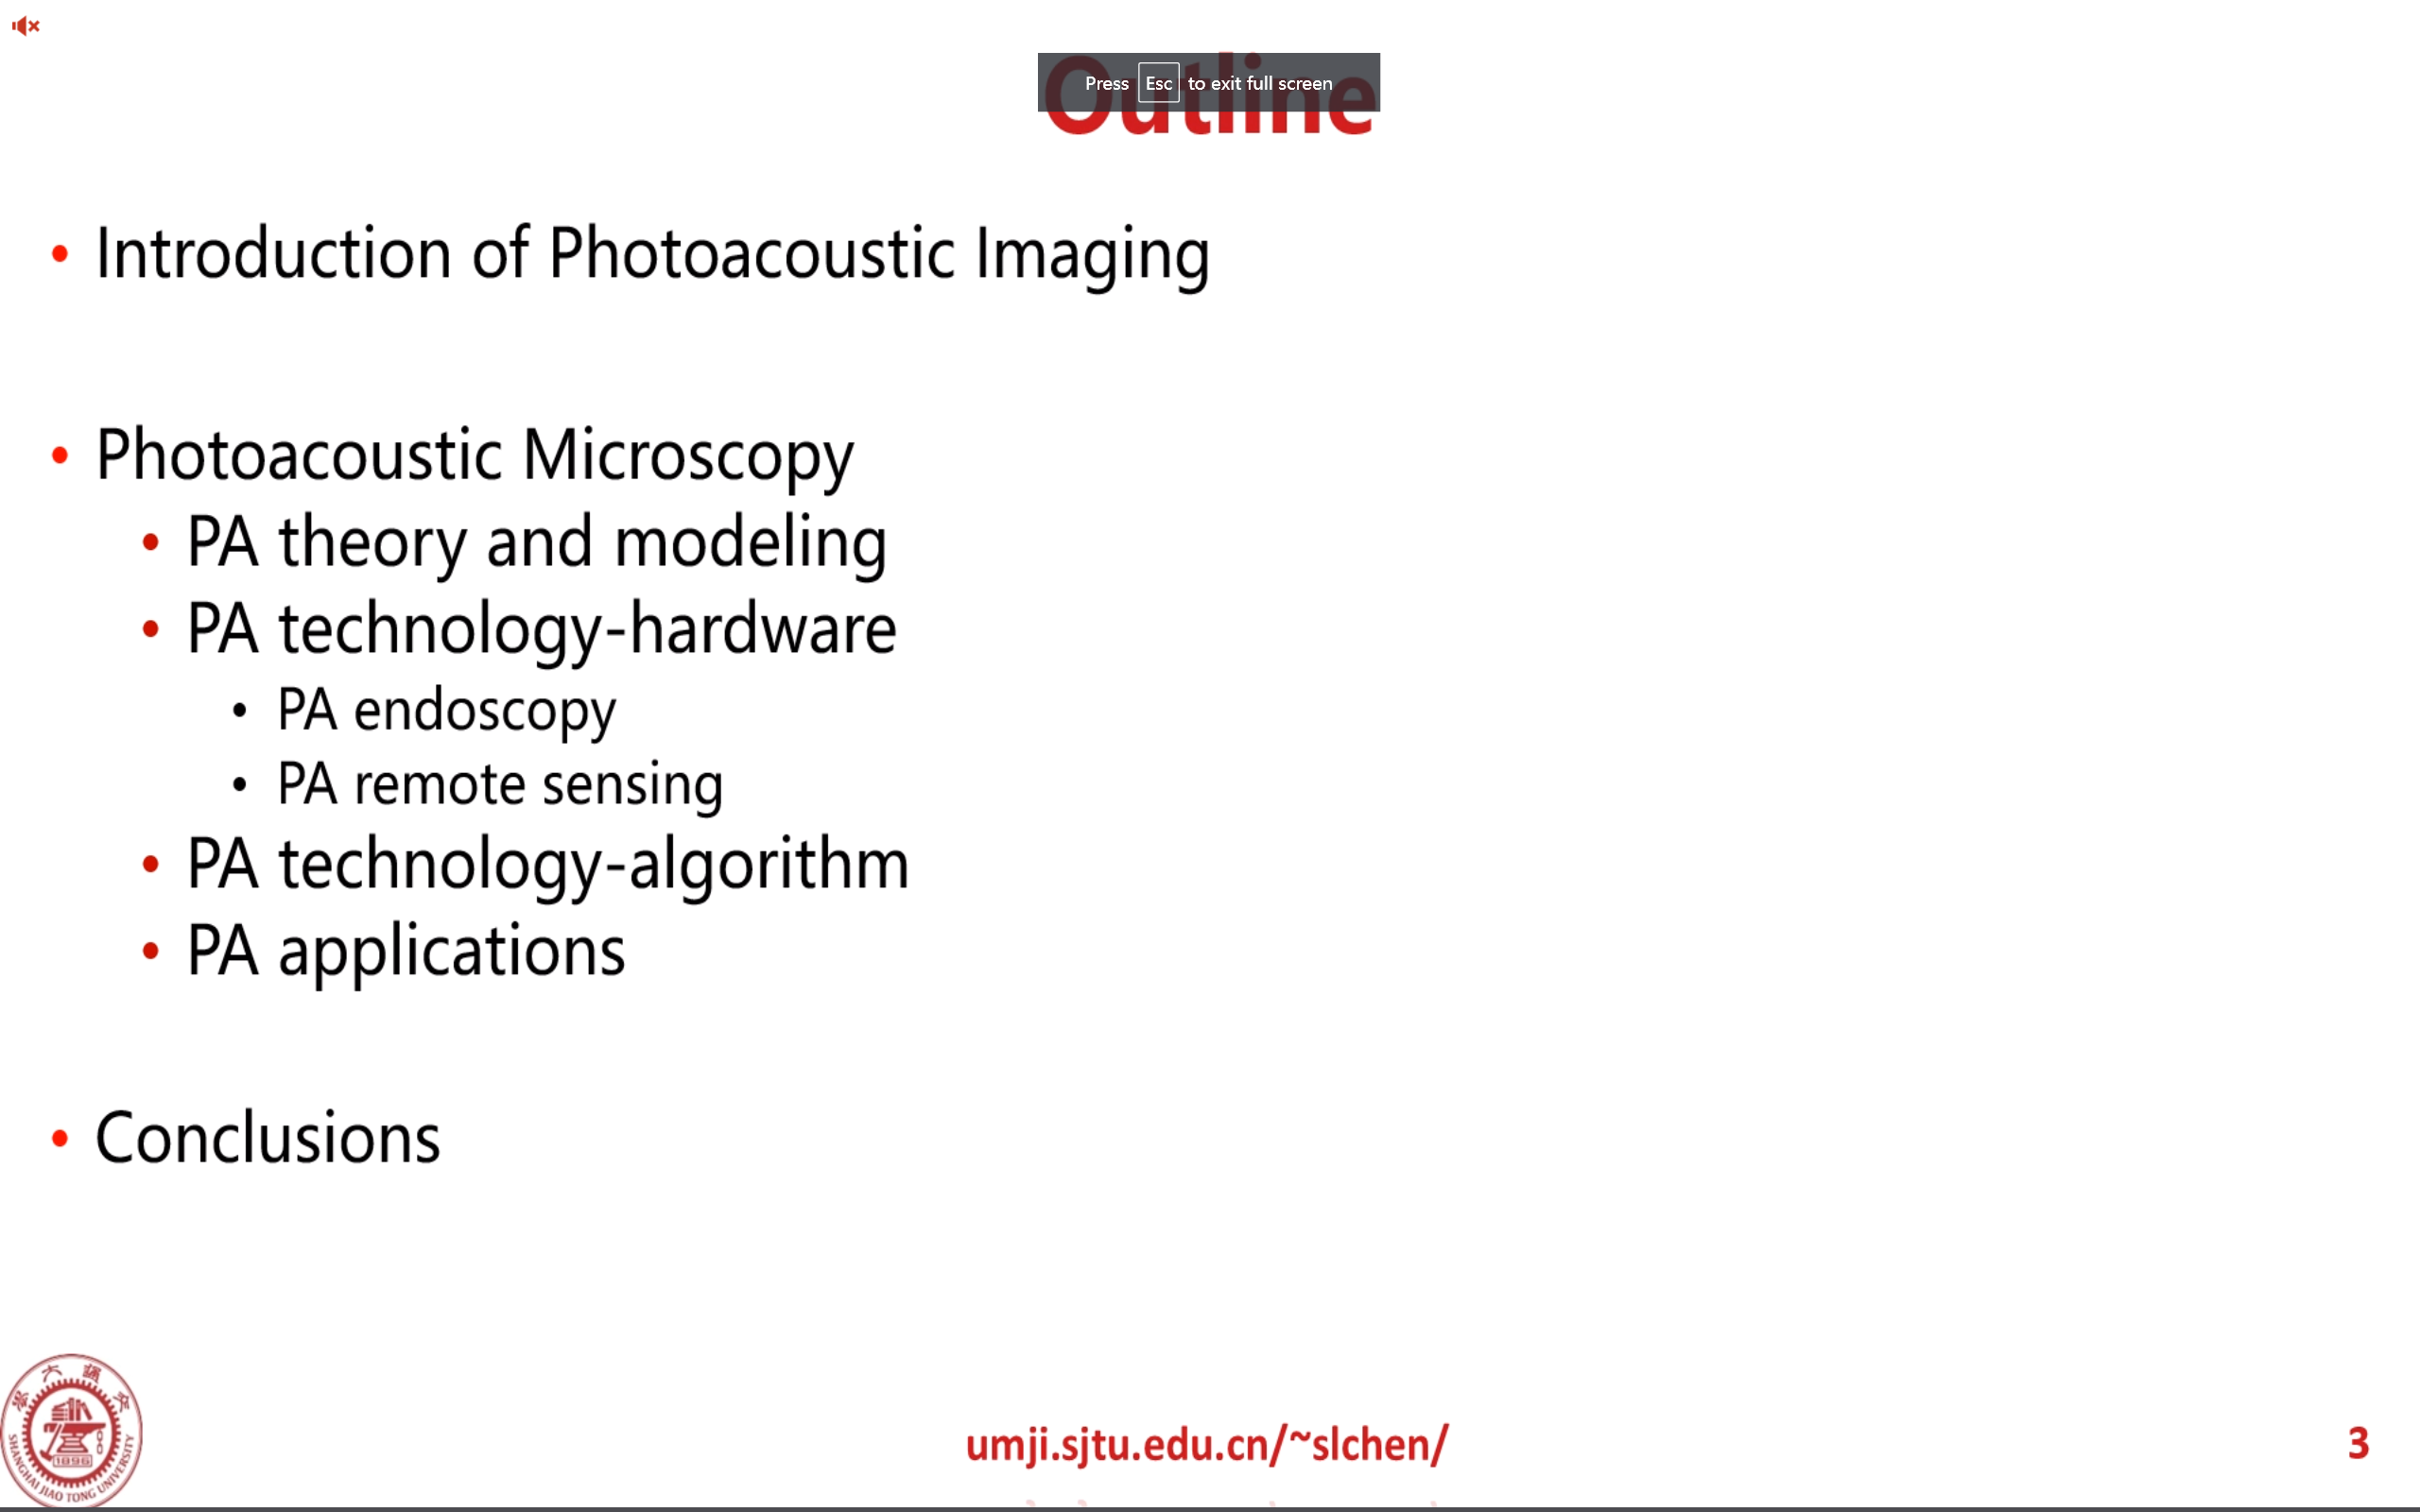 Outline
Press Esc to exit full screen
• Introduction of Photoacoustic Imaging
• Photoacoustic Microscopy
• PA theory and modeling
• PA technology-hardware
• PA endoscopy
• PA remote sensing
• PA technology-algorithm
• PA applications
• Conclusions
SHANGHAI JIAO TONG UNIVERSITY
1896
umji.sjtu.edu.cn/~slchen/
3